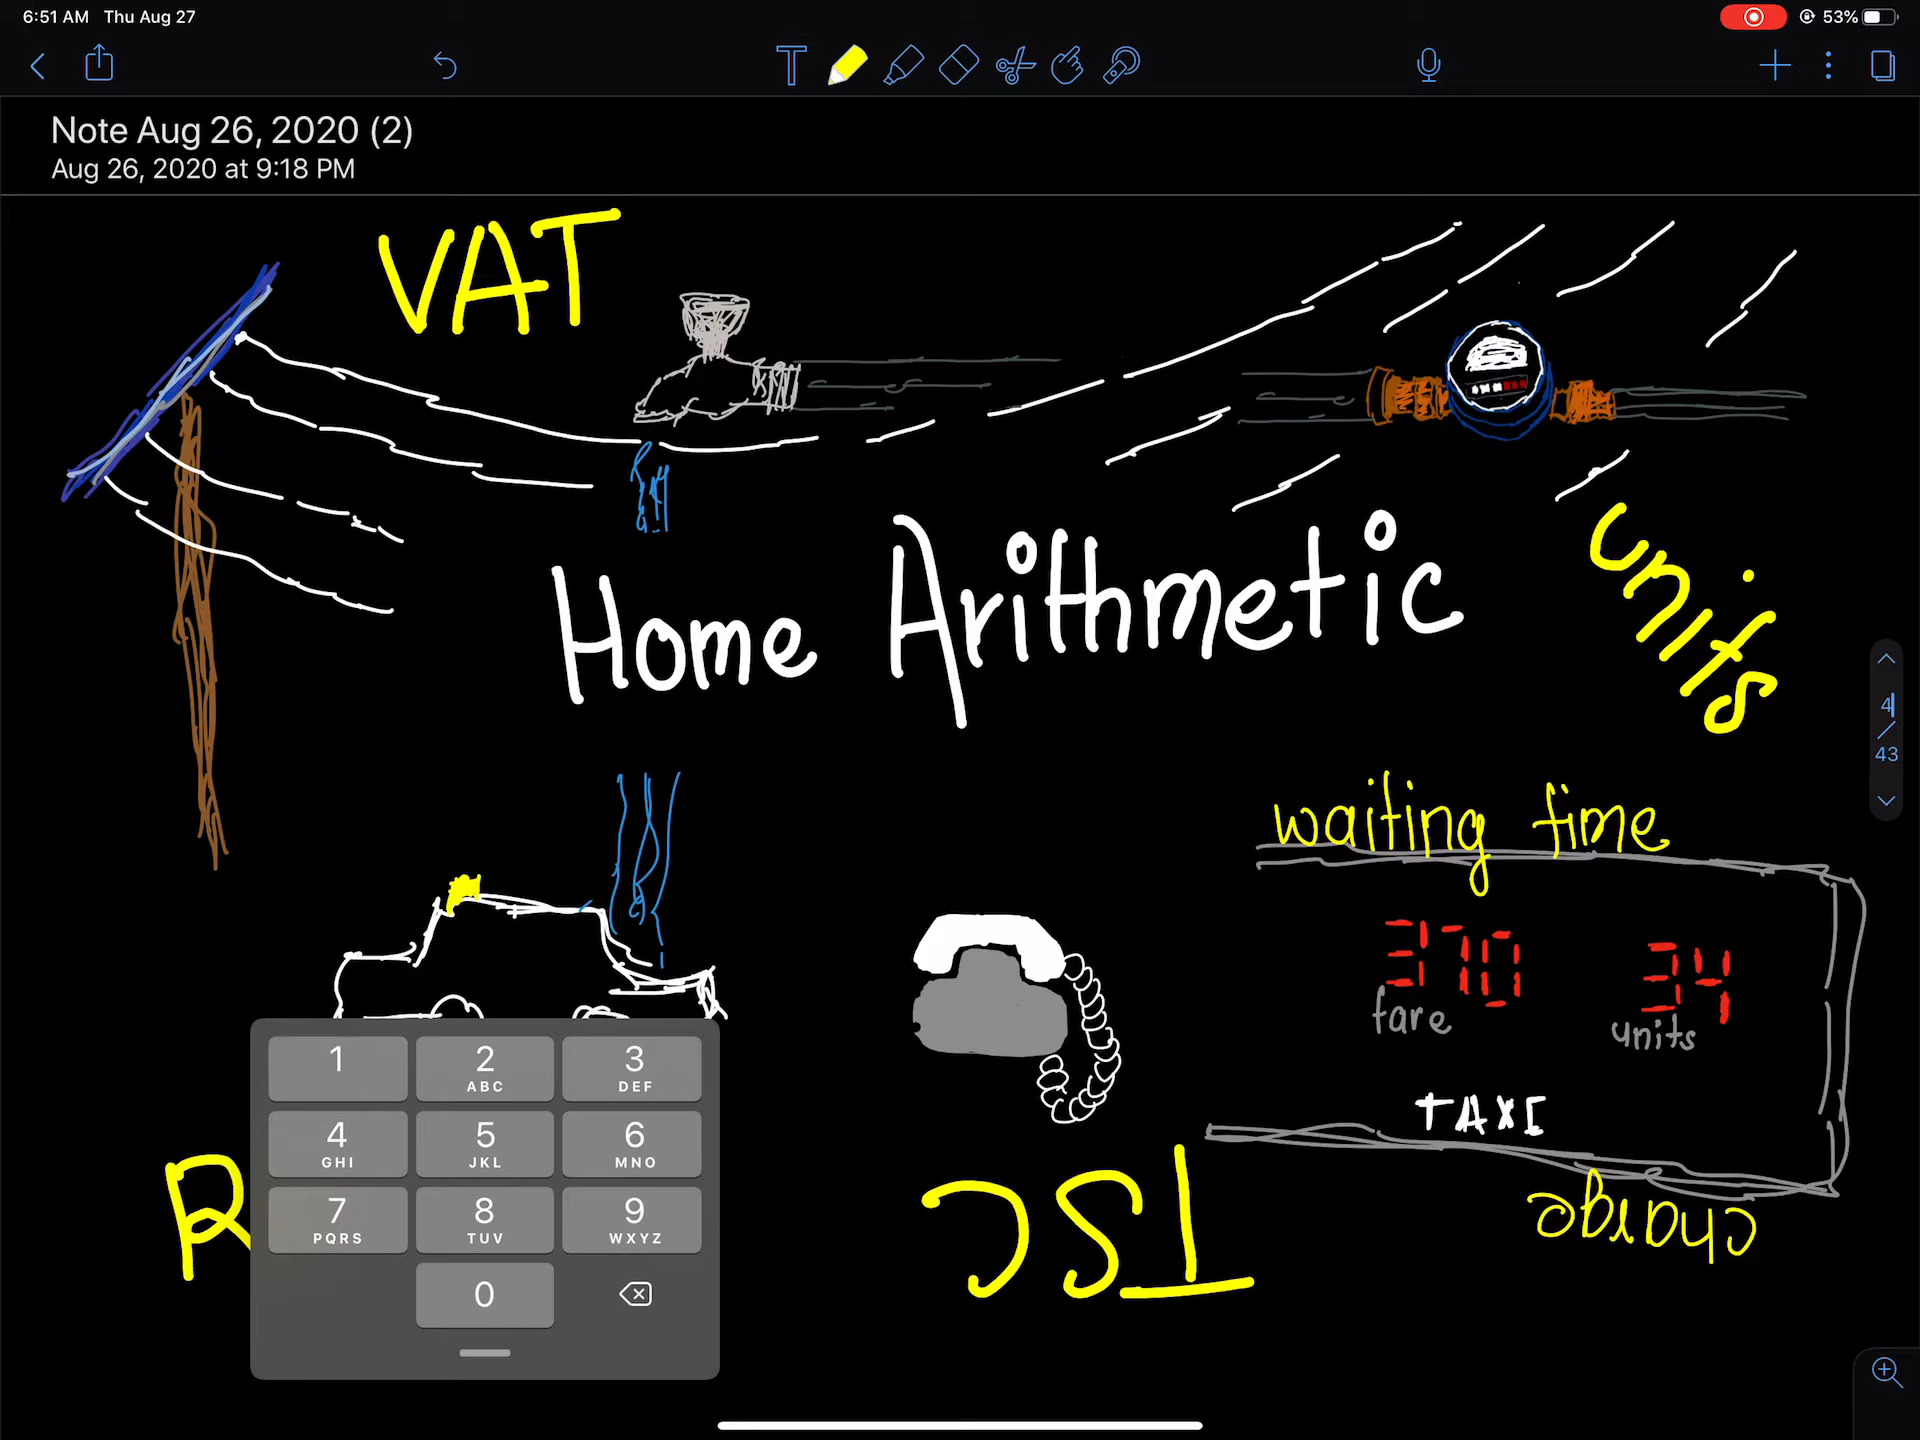 6:51 AM Thu Aug 27
53%
Note Aug 26, 2020 (2)
Aug 26, 2020 at 9:18 PM
VAT
Home Arithmetic
units
4
43
waiting time
370
34
fare
units
TAXI
charge
TSC
R
1
2 ABC
3 DEF
4 GHI
5 JKL
6 MNO
7 PQRS
8 TUV
9 WXYZ
0